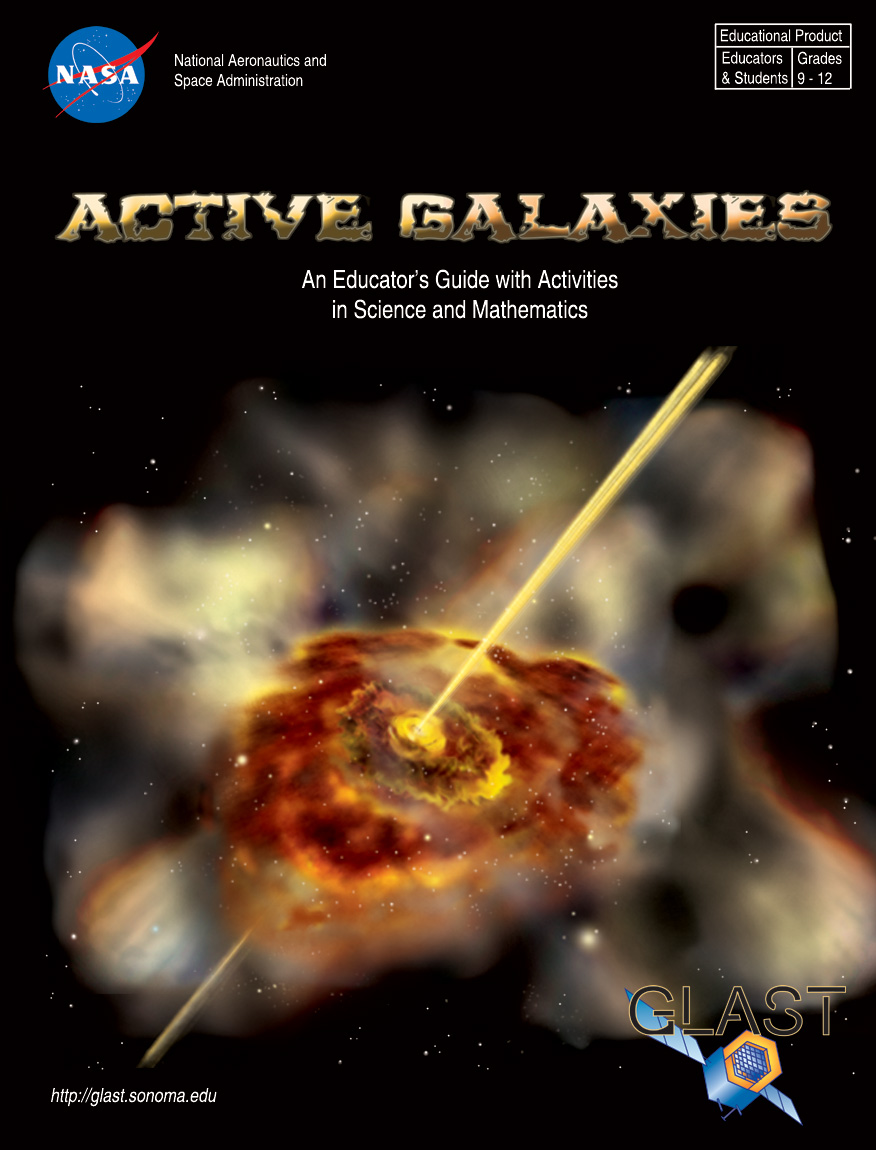 NASA
National Aeronautics and
Space Administration
Educational Product
Educators
& Students
Grades
9 - 12
ACTIVE GALAXIES
An Educator's Guide with Activities
in Science and Mathematics
GLAST
http://glast.sonoma.edu